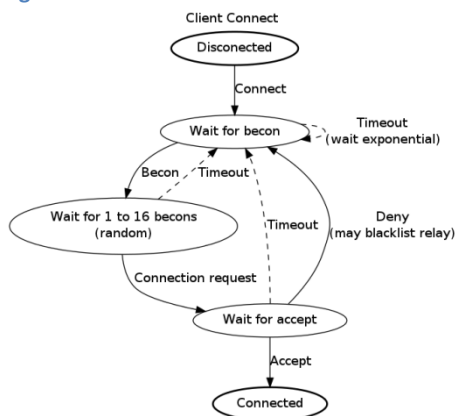 Client Connect
Disconected
Connect
Wait for becon
Timeout
(wait exponential)
Becon
Timeout
Wait for 1 to 16 becons
(random)
Timeout
Deny
(may blacklist relay)
Connection request
Wait for accept
Accept
Connected